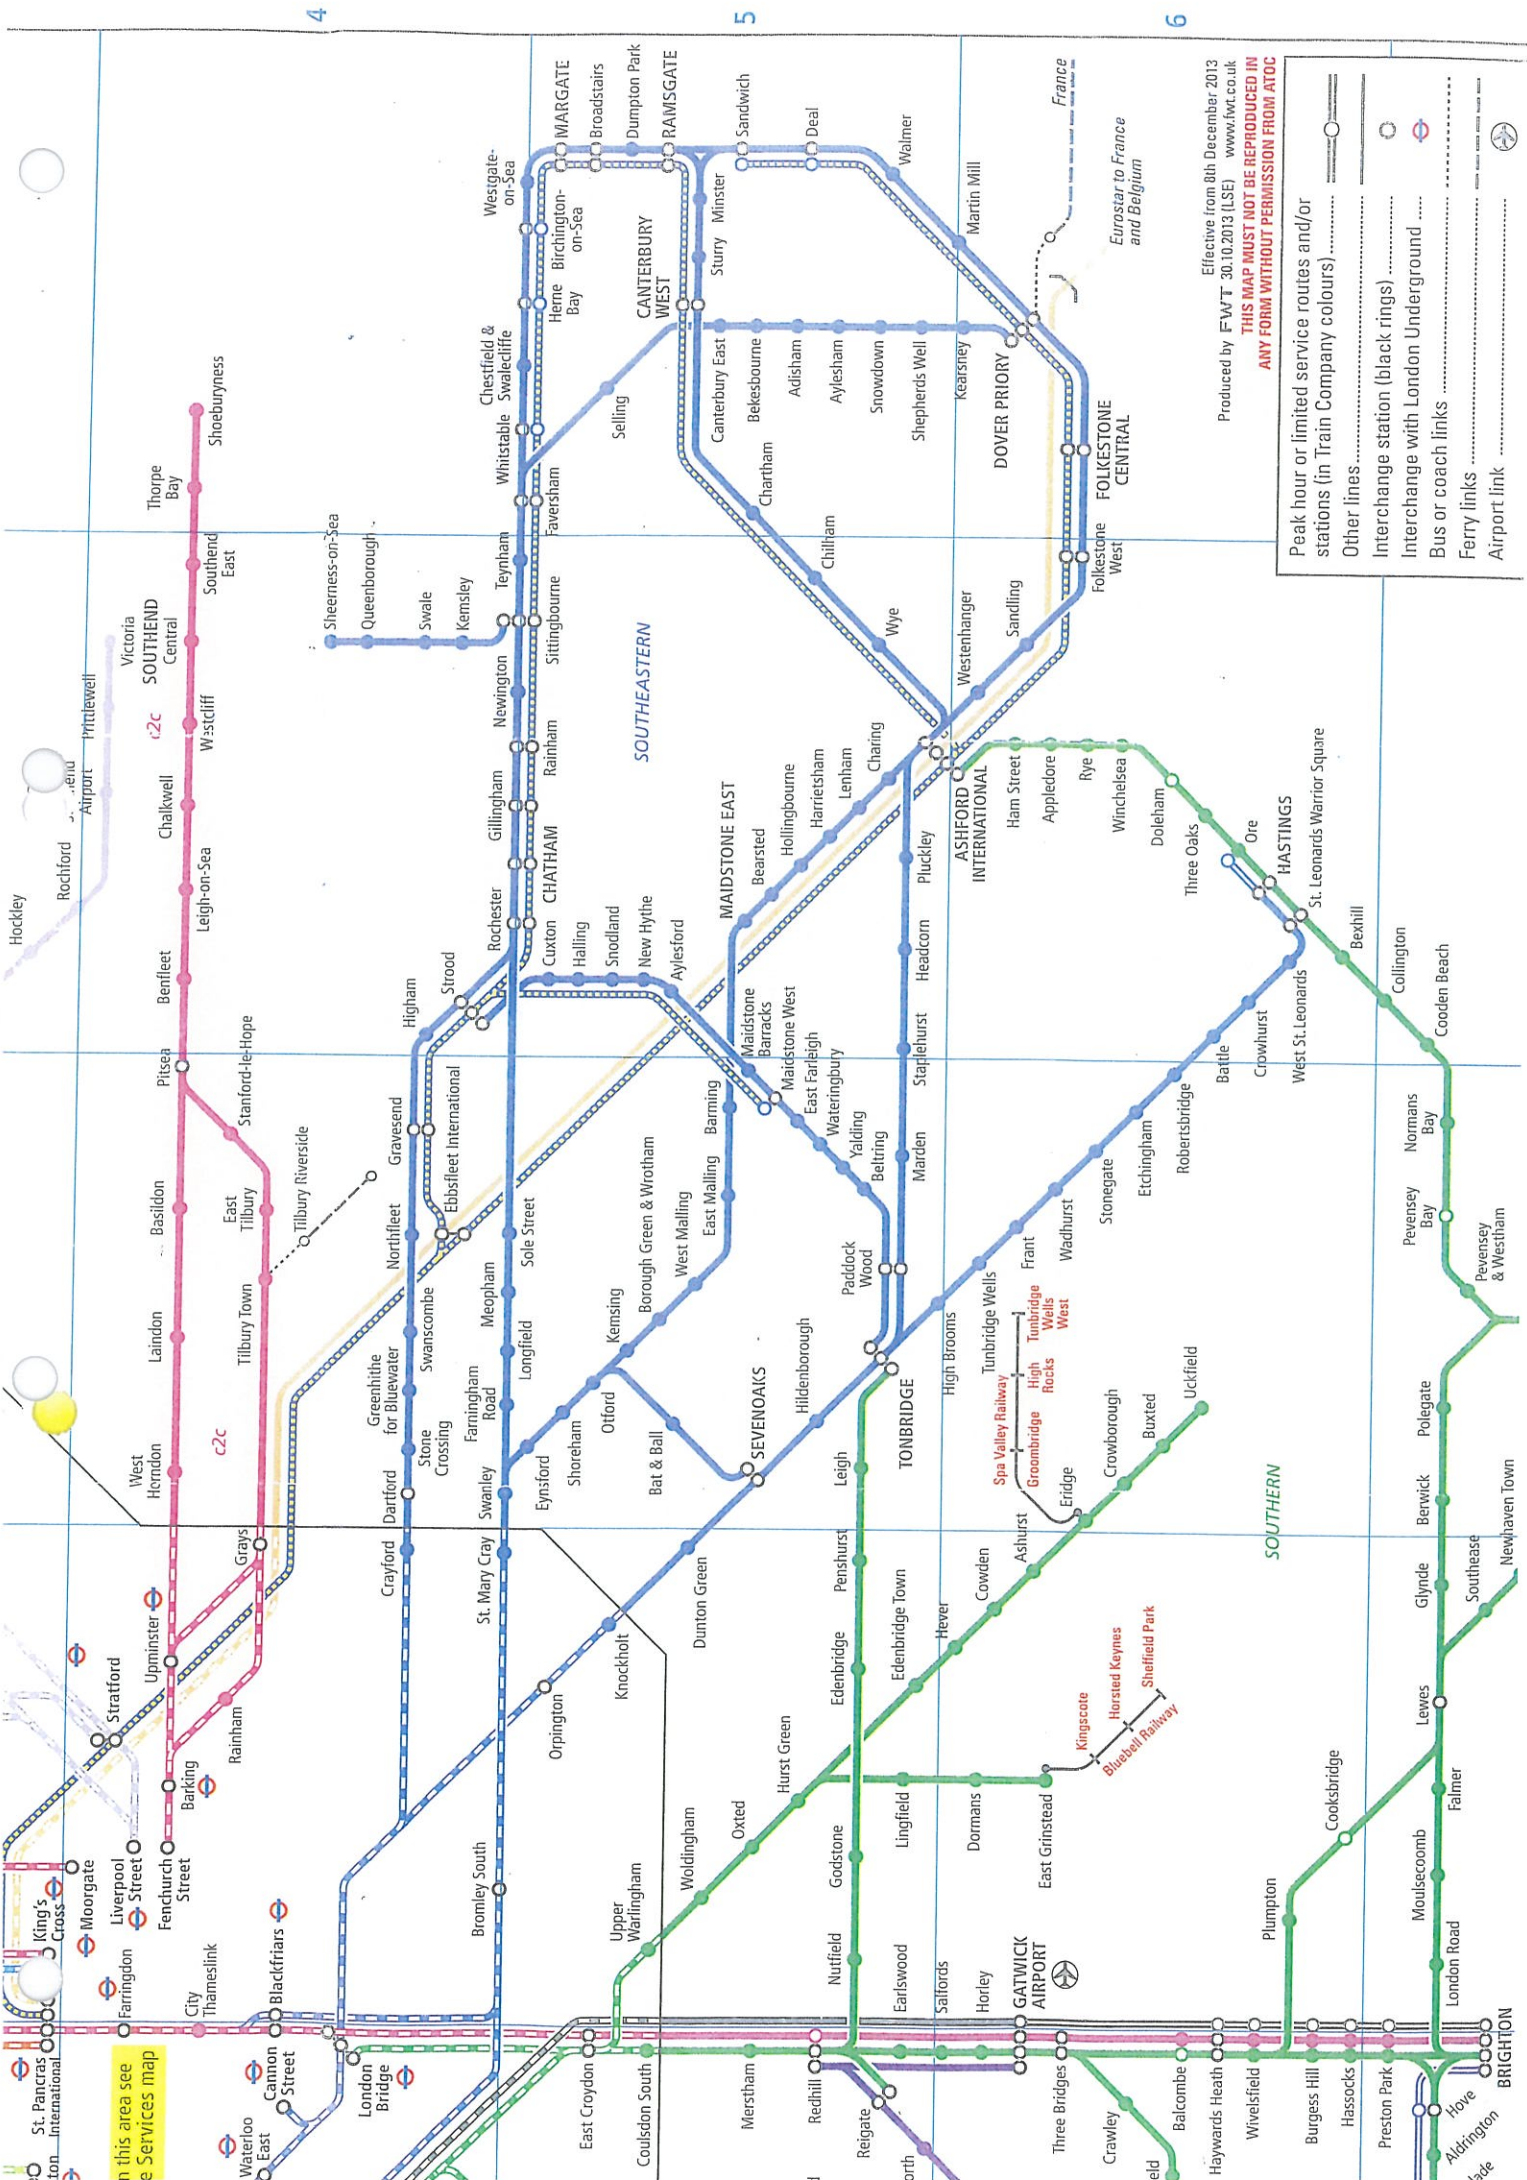 4
5
6
Hockley
Rochford
Airport
Prittlewell
Victoria
SOUTHEND
Central
c2c
Thorpe
Bay
Southend
East
Shoeburyness
Westcliff
Chalkwell
Leigh-on-Sea
Benfleet
Pitsea
Stanford-le-Hope
Basildon
East
Tilbury
Tilbury Riverside
Laindon
Tilbury Town
West
Horndon
c2c
Grays
Upminster
Rainham
Barking
Stratford
Liverpool
Street
Fenchurch
Street
Moorgate
King's
Cross
Farringdon
City
Thameslink
Blackfriars
St. Pancras
International
Cannon
Street
London
Bridge
Waterloo
East
n this area see
e Services map
Sheerness-on-Sea
Queenborough
Swale
Kemsley
Westgate-
on-Sea
MARGATE
Broadstairs
Dumpton Park
RAMSGATE
Sandwich
Deal
Walmer
Martin Mill
France
Eurostar to France
and Belgium
Birchington-
on-Sea
Herne
Bay
Chestfield &
Swalecliffe
Whitstable
Faversham
Teynham
Sittingbourne
Newington
Rainham
Gillingham
CHATHAM
Rochester
Strood
Higham
Gravesend
Ebbsfleet International
Northfleet
Swanscombe
Greenhithe
for Bluewater
Stone
Crossing
Dartford
Crayford
CANTERBURY
WEST
Sturry
Minster
Selling
Canterbury East
Bekesbourne
Adisham
Aylesham
Snowdown
Shepherds Well
Kearsney
DOVER PRIORY
FOLKESTONE
CENTRAL
Folkestone
West
Sandling
Westenhanger
Chartham
Chilham
Wye
SOUTHEASTERN
Cuxton
Halling
Snodland
New Hythe
Aylesford
Maidstone
Barracks
Maidstone West
East Farleigh
Wateringbury
Yalding
Beltring
Paddock
Wood
MAIDSTONE EAST
Bearsted
Hollingbourne
Harrietsham
Lenham
Charing
ASHFORD
INTERNATIONAL
Pluckley
Headcorn
Staplehurst
Marden
Barming
East Malling
West Malling
Borough Green & Wrotham
Kemsing
Otford
Shoreham
Eynsford
Bat & Ball
SEVENOAKS
Sole Street
Meopham
Longfield
Farningham
Road
Swanley
St. Mary Cray
Bromley South
Orpington
Knockholt
Dunton Green
Hildenborough
TONBRIDGE
High Brooms
Tunbridge Wells
Frant
Wadhurst
Stonegate
Etchingham
Robertsbridge
Battle
Crowhurst
West St.Leonards
Ham Street
Appledore
Rye
Winchelsea
Doleham
Three Oaks
Ore
HASTINGS
St. Leonards Warrior Square
Bexhill
Collington
Cooden Beach
Normans
Bay
Pevensey
Bay
Pevensey
& Westham
Polegate
Berwick
Glynde
Southease
Newhaven Town
Lewes
Falmer
Moulsecoomb
London Road
BRIGHTON
Cooksbridge
Plumpton
Leigh
Penshurst
Edenbridge
Godstone
Nutfield
Spa Valley Railway
Groombridge
High
Rocks
Tunbridge
Wells
West
Eridge
Ashurst
Cowden
Hever
Edenbridge Town
Crowborough
Buxted
Uckfield
SOUTHERN
Kingscote
Horsted Keynes
Sheffield Park
Bluebell Railway
Hurst Green
Oxted
Woldingham
Upper
Warlingham
Lingfield
Dormans
East Grinstead
East Croydon
Coulsdon South
Merstham
Redhill
Reigate
Earlswood
Salfords
Horley
GATWICK
AIRPORT
Three Bridges
Crawley
Balcombe
Haywards Heath
Wivelsfield
Burgess Hill
Hassocks
Preston Park
Hove
Aldrington
Effective from 8th December 2013
Produced by FWT 30.10.2013 (LSE) www.fwt.co.uk
THIS MAP MUST NOT BE REPRODUCED IN
ANY FORM WITHOUT PERMISSION FROM ATOC
Peak hour or limited service routes and/or
stations (in Train Company colours)
Other lines
Interchange station (black rings)
Interchange with London Underground
Bus or coach links
Ferry links
Airport link